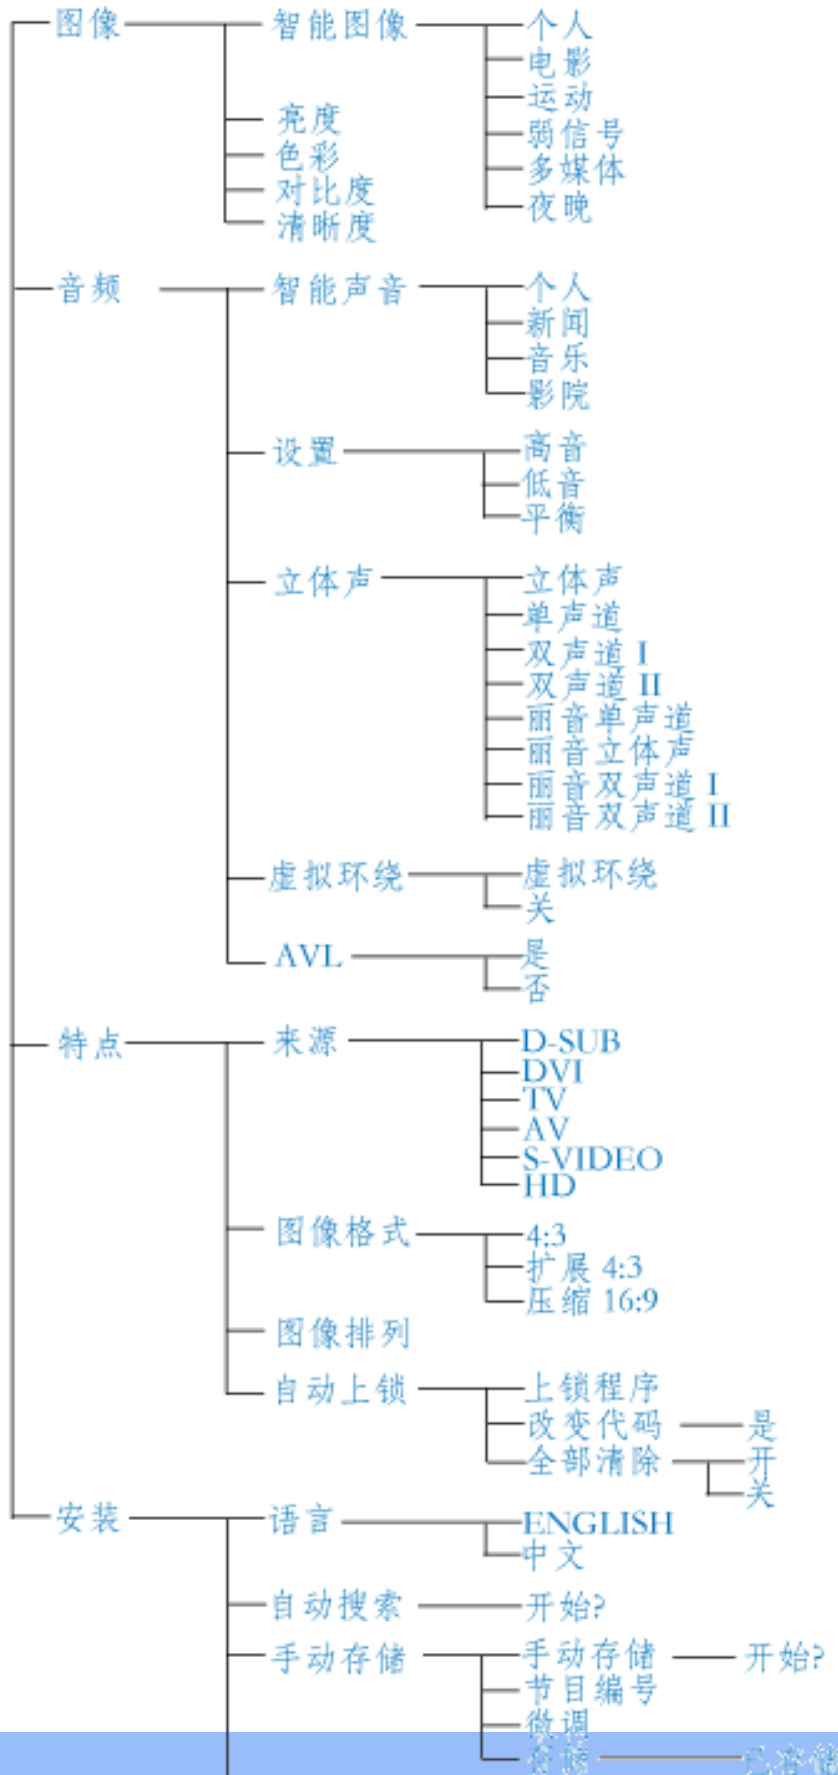 图像 智能图像 个人
电影
运动
亮度 弱信号
色彩 多媒体
对比度 夜晚
清晰度
音频 智能声音 个人
新闻
音乐
影院
设置 高音
低音
平衡
立体声 立体声
单声道
双声道 I
双声道 II
丽音单声道
丽音立体声
丽音双声道 I
丽音双声道 II
虚拟环绕 虚拟环绕
关
AVL 是
否
特点 来源 D-SUB
DVI
TV
AV
S-VIDEO
HD
图像格式 4:3
扩展 4:3
压缩 16:9
图像排列
自动上锁 上锁程序
改变代码 是
全部清除 开
关
安装 语言 ENGLISH
中文
自动搜索 开始?
手动存储 手动存储 开始?
节目编号
微调
存储 已存储